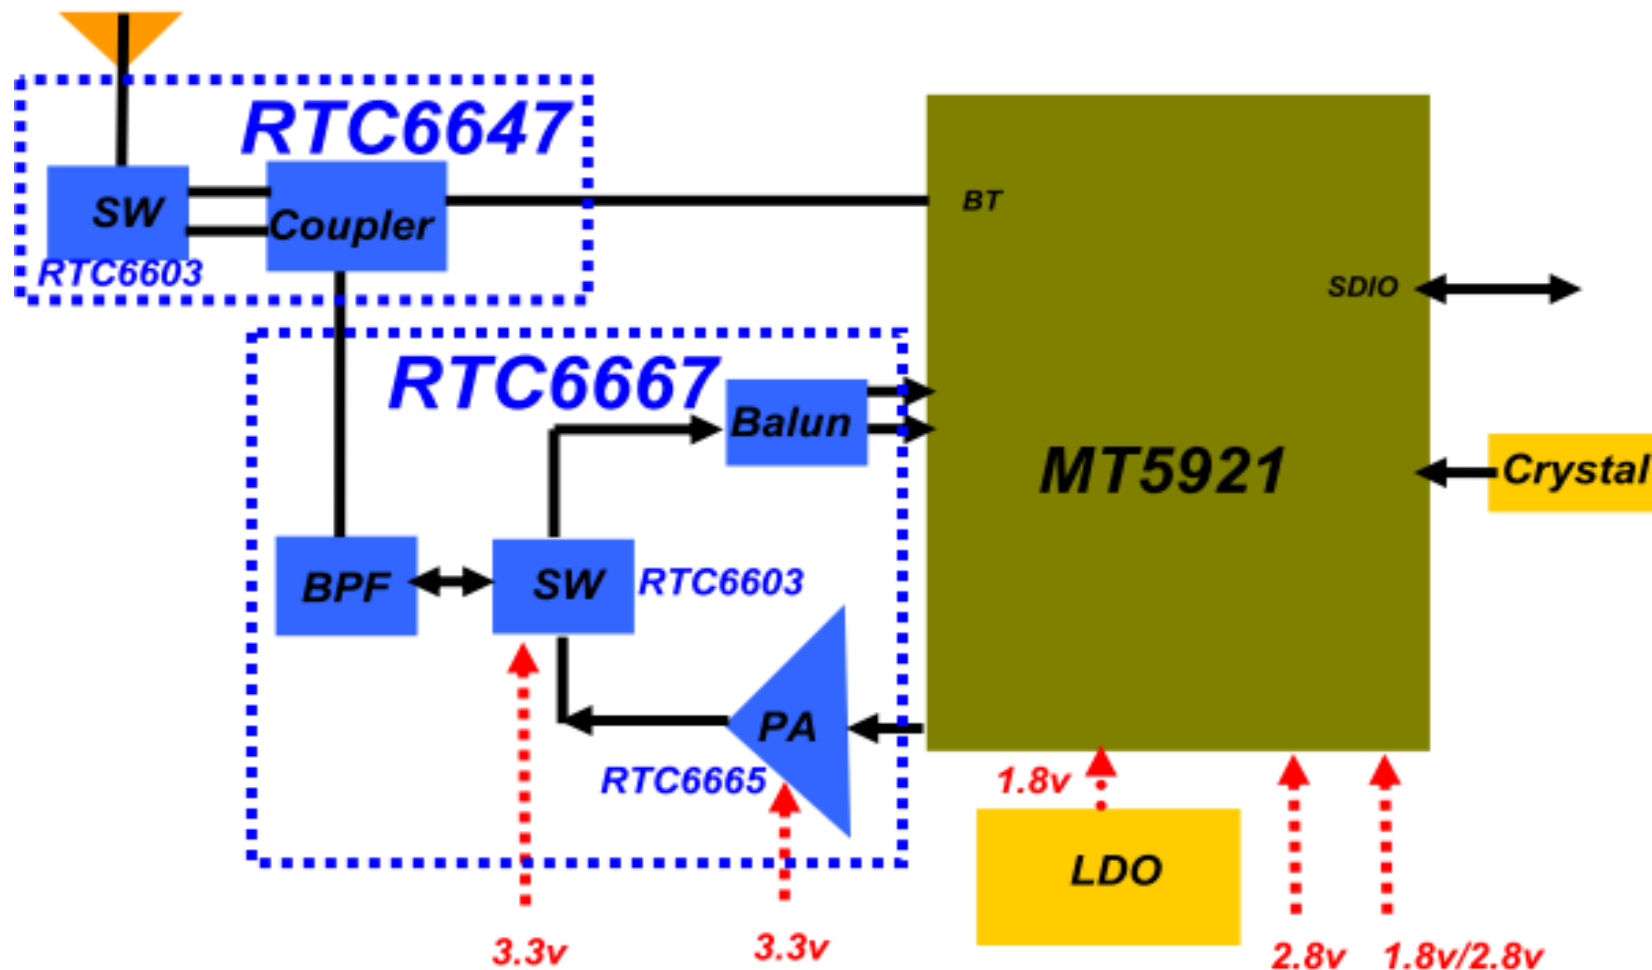 RTC6647
SW
Coupler
RTC6603
BT
SDIO
RTC6667
Balun
MT5921
Crystal
BPF
SW
RTC6603
PA
RTC6665
1.8v
LDO
3.3v
3.3v
2.8v
1.8v/2.8v